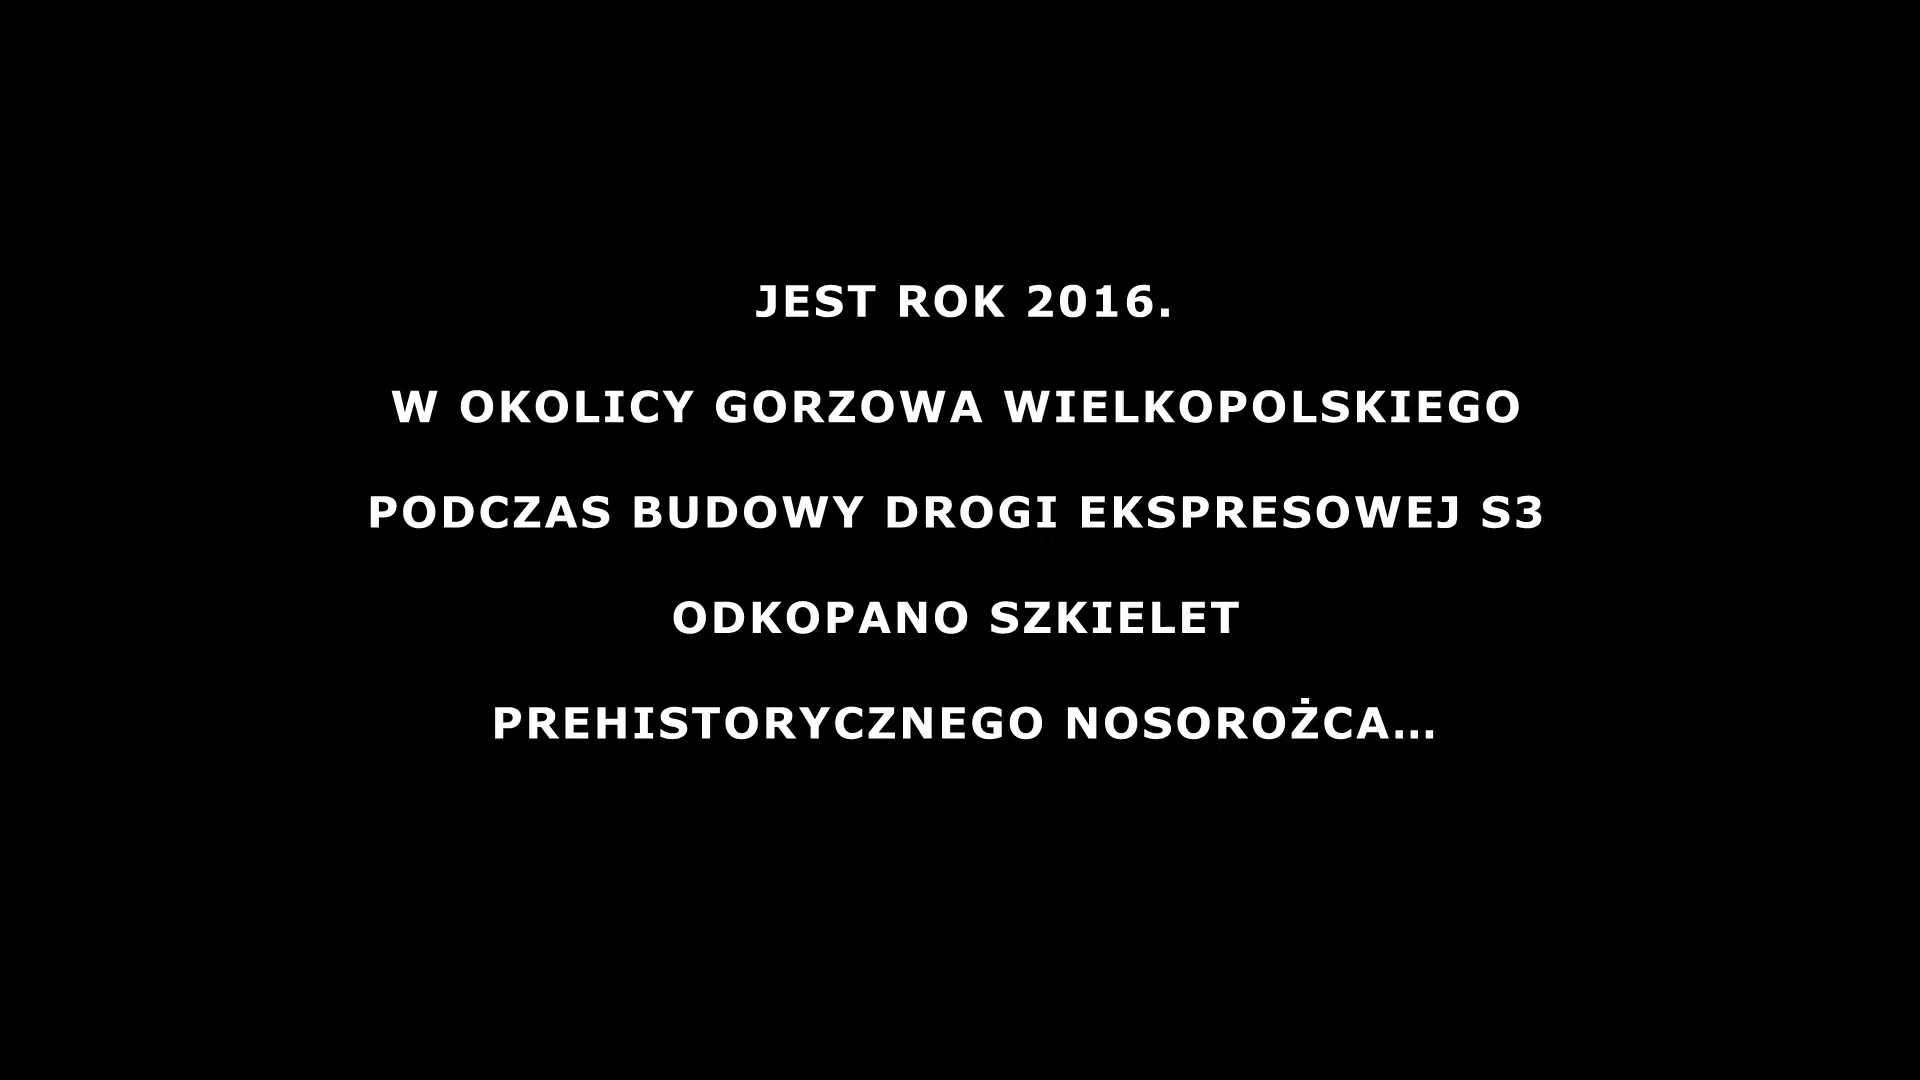 JEST ROK 2016.
W OKOLICY GORZOWA WIELKOPOLSKIEGO
PODCZAS BUDOWY DROGI EKSPRESOWEJ S3
ODKOPANO SZKIELET
PREHISTORYCZNEGO NOSOROŻCA...